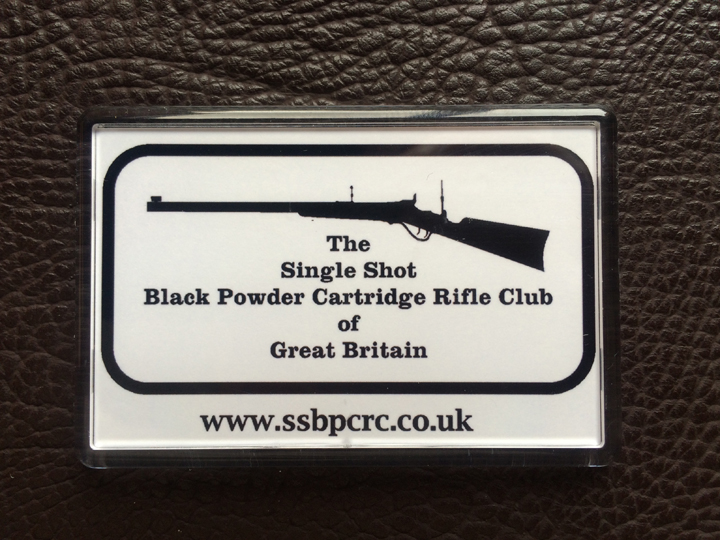 The
Single Shot
Black Powder Cartridge Rifle Club
of
Great Britain
www.ssbpcrc.co.uk